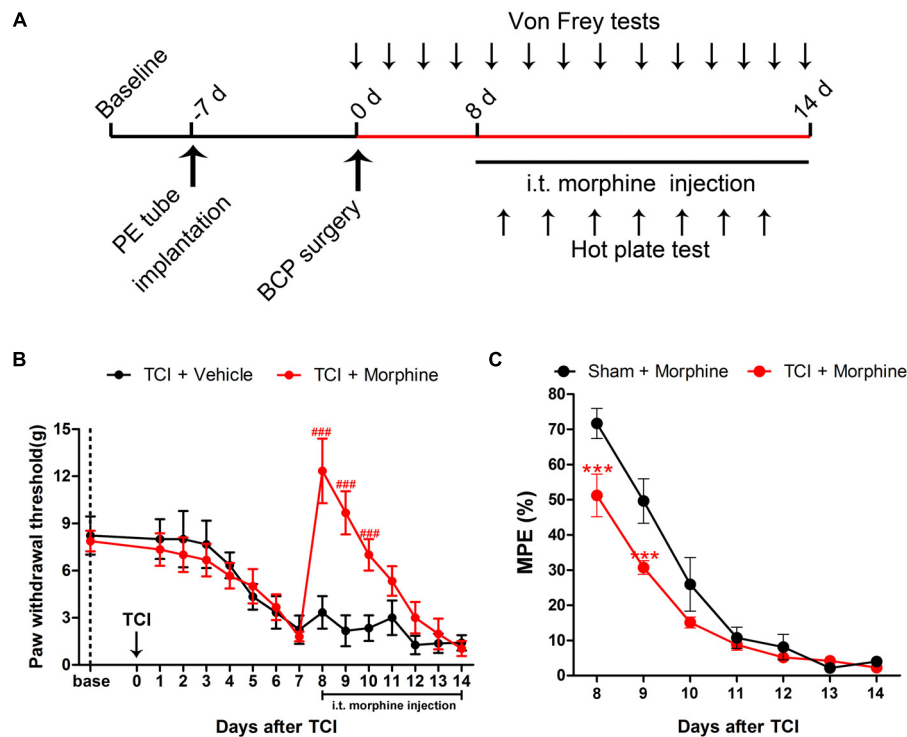 A
Von Frey tests
Baseline
-7 d
0 d
8 d
14 d
PE tube
implantation
BCP surgery
i.t. morphine injection
Hot plate test
B
TCI + Vehicle
TCI + Morphine
Paw withdrawal threshold(g)
15
12
9
6
3
0
###
###
###
TCI
base 0 1 2 3 4 5 6 7 8 9 10 11 12 13 14
i.t. morphine injection
Days after TCI
C
Sham + Morphine
TCI + Morphine
MPE (%)
80
70
60
50
40
30
20
10
0
***
***
8 9 10 11 12 13 14
Days after TCI